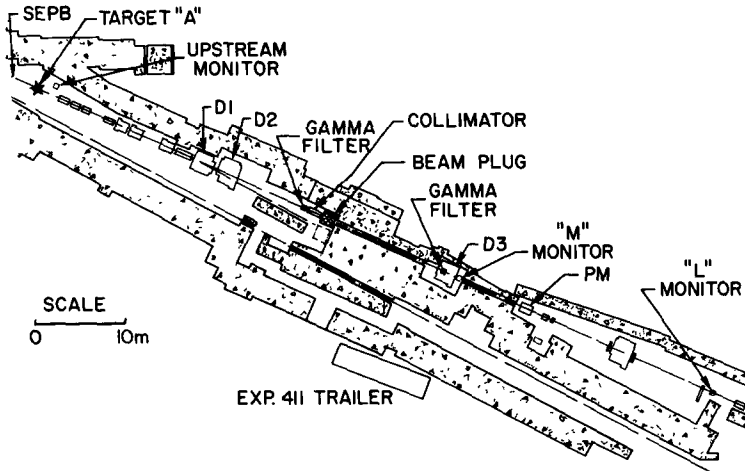 SEPB
TARGET "A"
UPSTREAM
MONITOR
D1
D2
GAMMA
FILTER
COLLIMATOR
BEAM PLUG
GAMMA
FILTER
D3
"M"
MONITOR
PM
"L"
MONITOR
SCALE
0 10m
EXP. 411 TRAILER